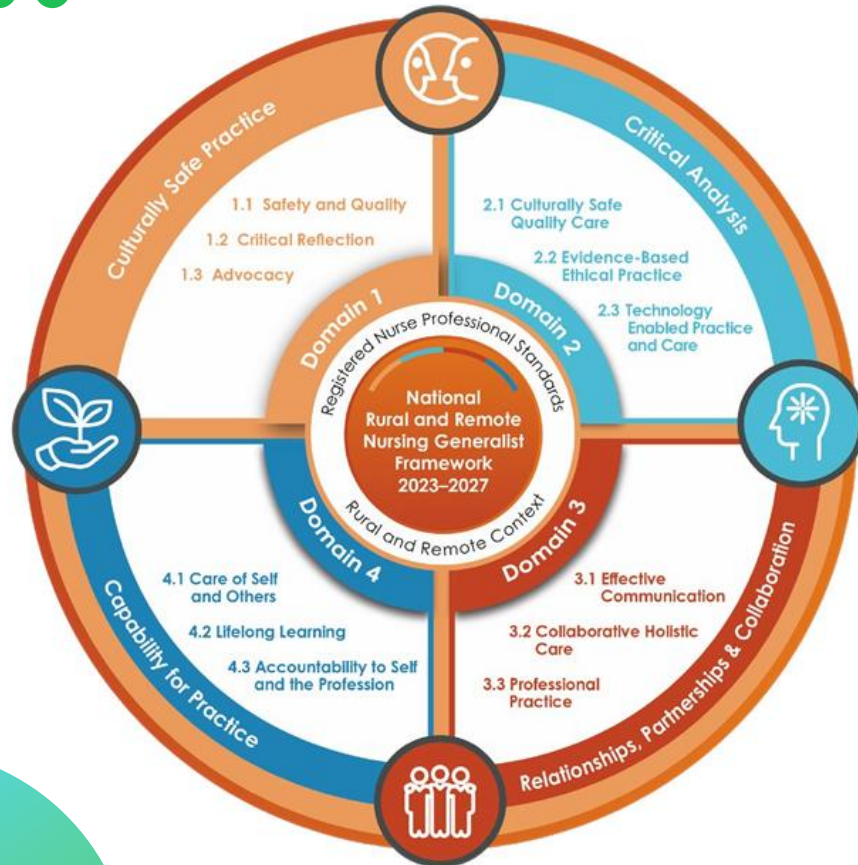 Culturally Safe Practice
1.1 Safety and Quality
1.2 Critical Reflection
1.3 Advocacy
Domain 1
Critical Analysis
2.1 Culturally Safe
Quality Care
2.2 Evidence-Based
Ethical Practice
2.3 Technology
Enabled Practice
and Care
Domain 2
Registered Nurse Professional Standards
National
Rural and Remote
Nursing Generalist
Framework
2023–2027
Rural and Remote Context
Domain 3
3.1 Effective
Communication
3.2 Collaborative Holistic
Care
3.3 Professional
Practice
Relationships, Partnerships & Collaboration
Domain 4
4.1 Care of Self
and Others
4.2 Lifelong Learning
4.3 Accountability to Self
and the Profession
Capability for Practice